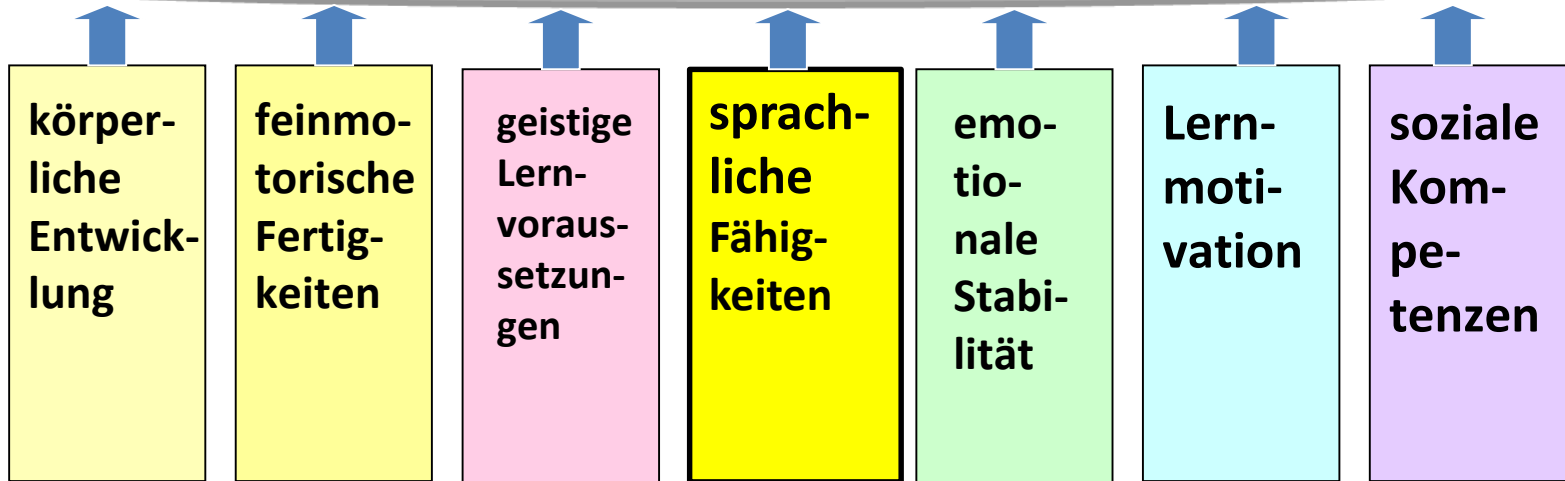 körper-
liche
Entwick-
lung
feinmo-
torische
Fertig-
keiten
geistige
Lern-
voraus-
setzun-
gen
sprach-
liche
Fähig-
keiten
emo-
tio-
nale
Stabi-
lität
Lern-
moti-
vation
soziale
Kom-
pe-
tenzen